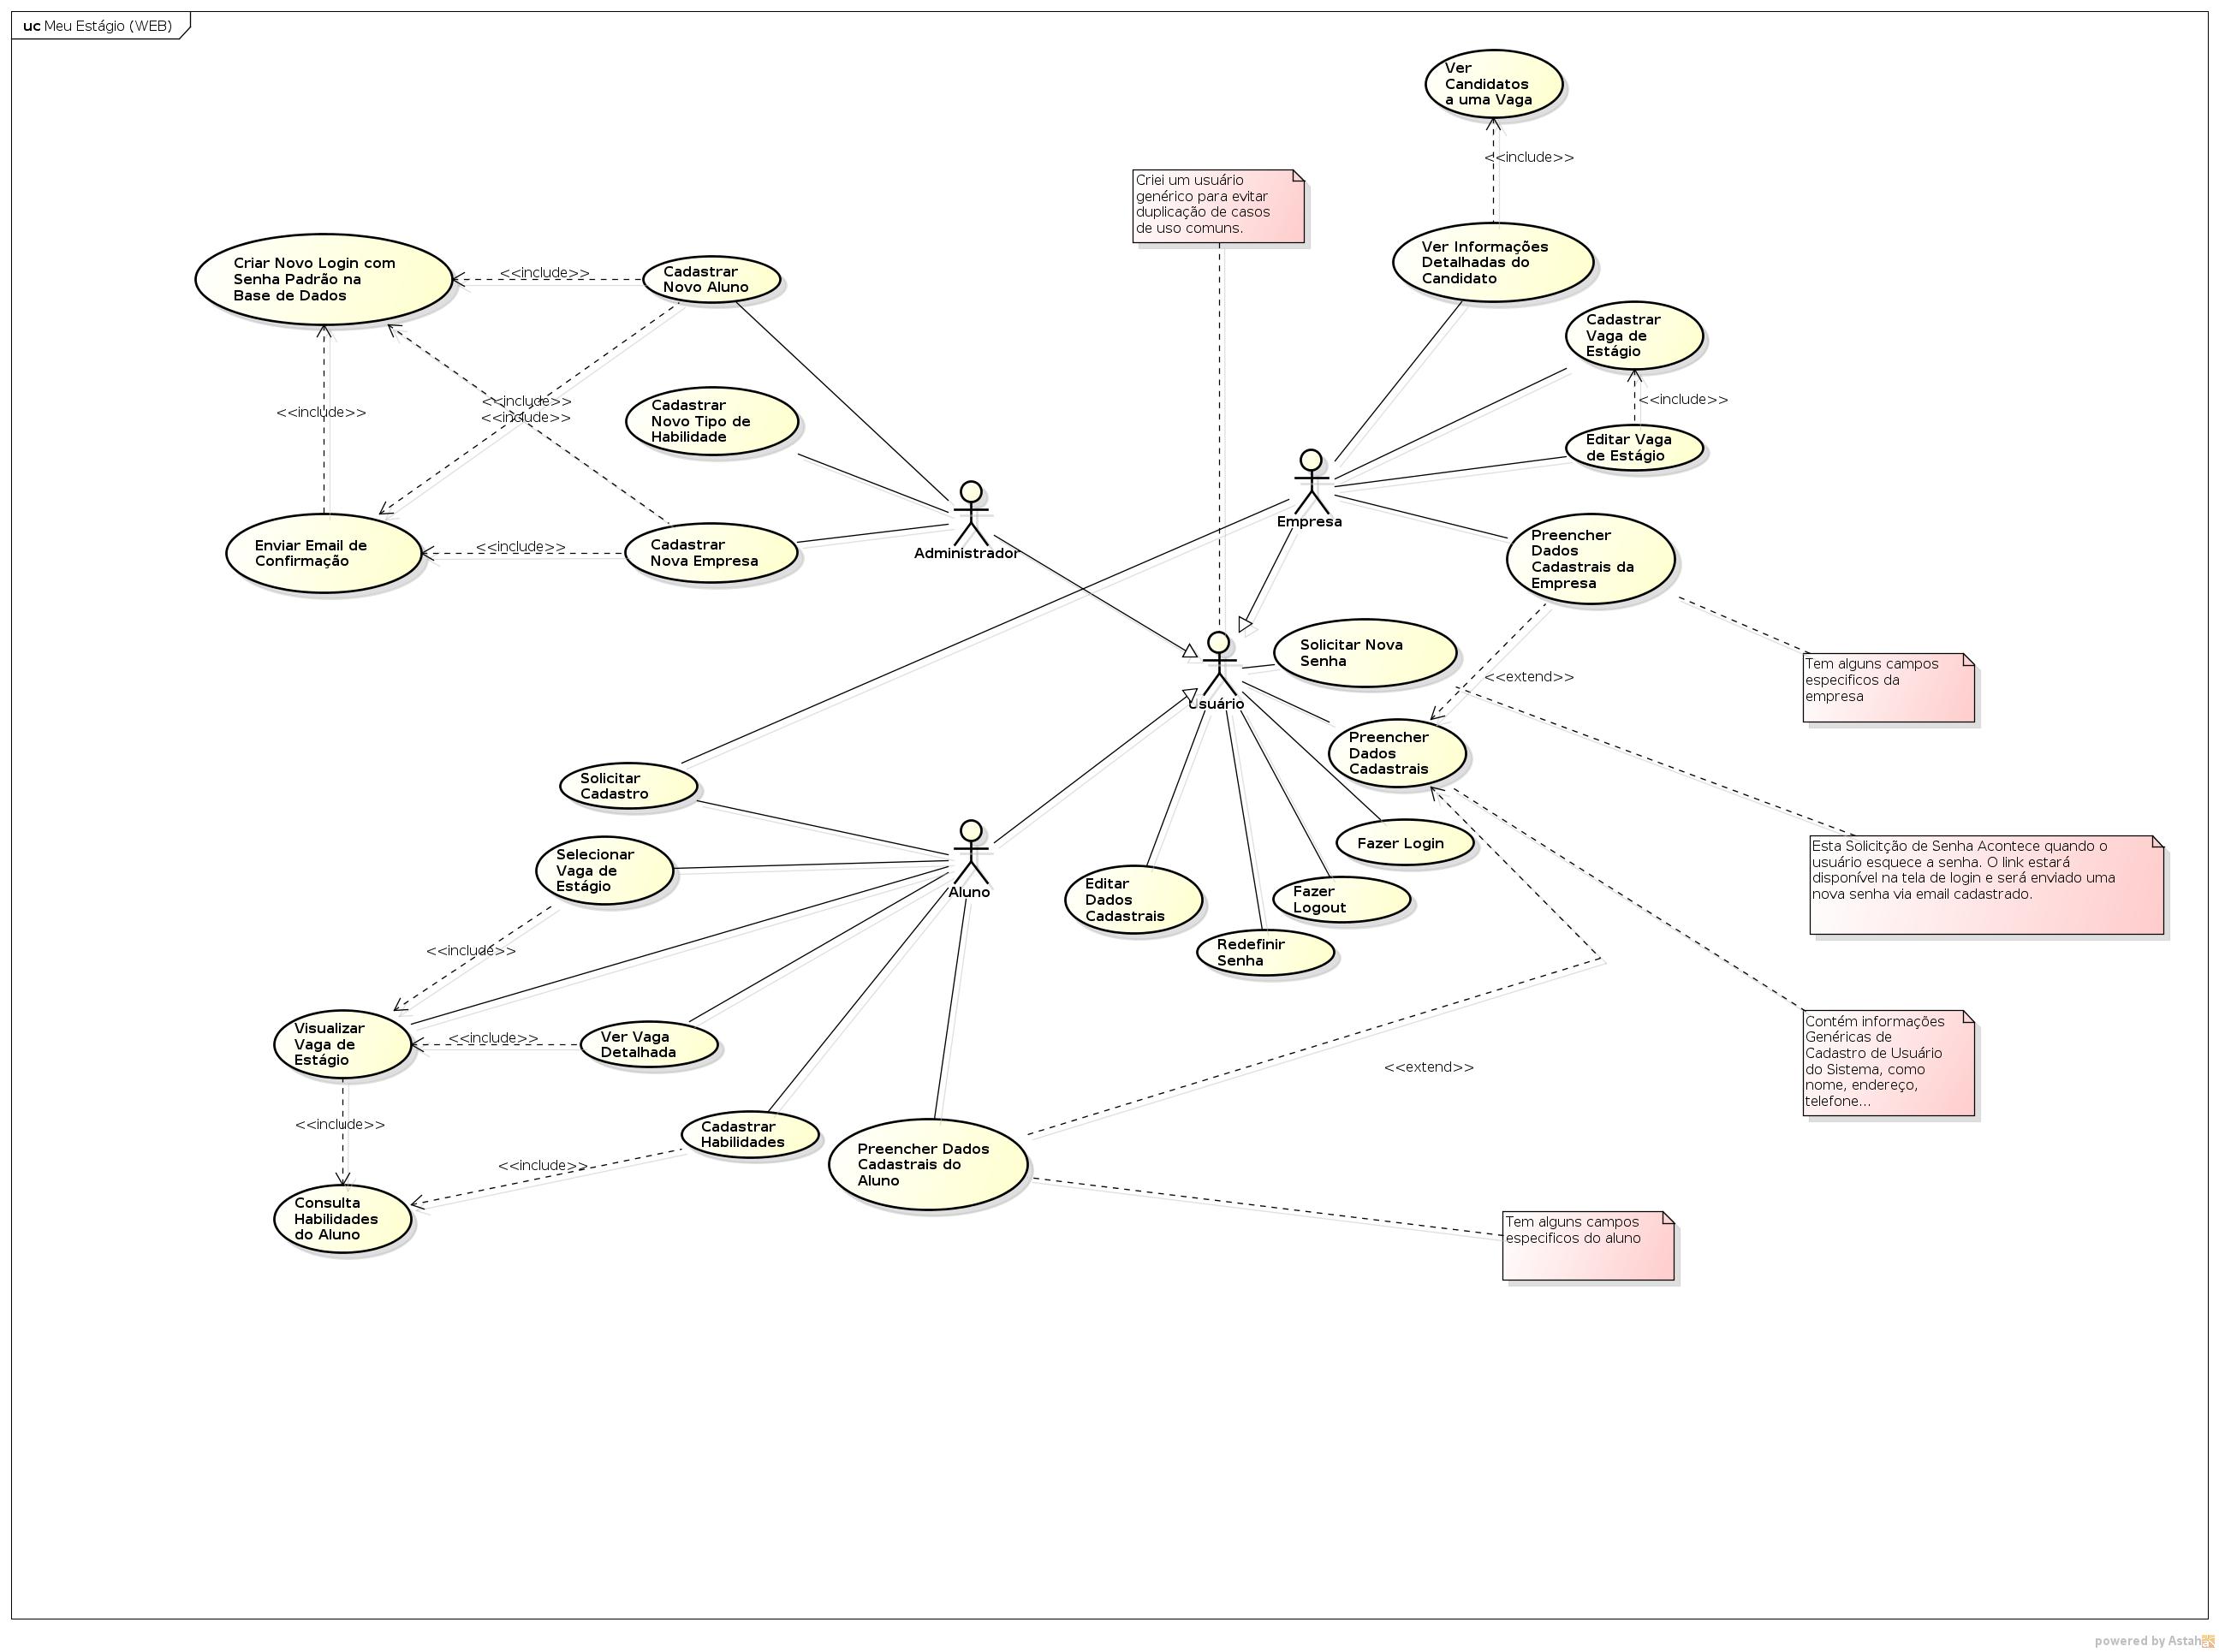 uc Meu Estágio (WEB)
Ver
Candidatos
a uma Vaga
<<include>>
Criei um usuário
genérico para evitar
duplicação de casos
de uso comuns.
Ver Informações
Detalhadas do
Candidato
Criar Novo Login com
Senha Padrão na
Base de Dados
<<include>>
Cadastrar
Novo Aluno
Cadastrar
Vaga de
Estágio
<<include>>
<<include>>
<<include>>
<<include>>
Cadastrar
Novo Tipo de
Habilidade
Editar Vaga
de Estágio
Empresa
Enviar Email de
Confirmação
<<include>>
Cadastrar
Nova Empresa
Administrador
Preencher
Dados
Cadastrais da
Empresa
Solicitar Nova
Senha
<<extend>>
Tem alguns campos
especificos da
empresa
Usuário
Preencher
Dados
Cadastrais
Solicitar
Cadastro
Fazer Login
Esta Solicitção de Senha Acontece quando o
usuário esquece a senha. O link estará
disponível na tela de login e será enviado uma
nova senha via email cadastrado.
Selecionar
Vaga de
Estágio
Aluno
Editar
Dados
Cadastrais
Fazer
Logout
Redefinir
Senha
<<include>>
Visualizar
Vaga de
Estágio
<<include>>
Ver Vaga
Detalhada
Contém informações
Genéricas de
Cadastro de Usuário
do Sistema, como
nome, endereço,
telefone...
<<extend>>
<<include>>
Cadastrar
Habilidades
Preencher Dados
Cadastrais do
Aluno
<<include>>
Consulta
Habilidades
do Aluno
Tem alguns campos
especificos do aluno
powered by Astah